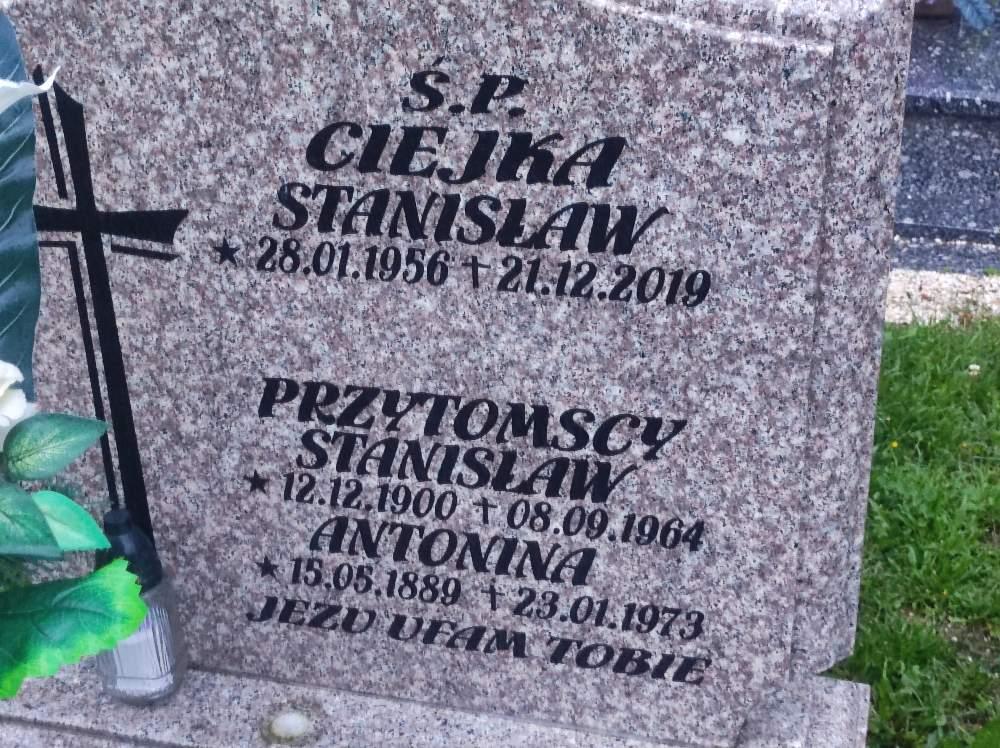 Ś.P.
CIEJKA
STANISŁAW
★ 28.01.1956 † 21.12.2019
PRZYTOMSCY
STANISŁAW
★ 12.12.1900 † 08.09.1964
ANTONINA
★ 15.05.1889 † 23.01.1973
JEZU UFAM TOBIE